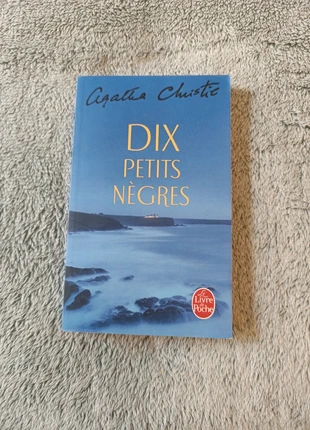 Agatha Christie
DIX
PETITS
NÈGRES
Le
Livre
de
Poche